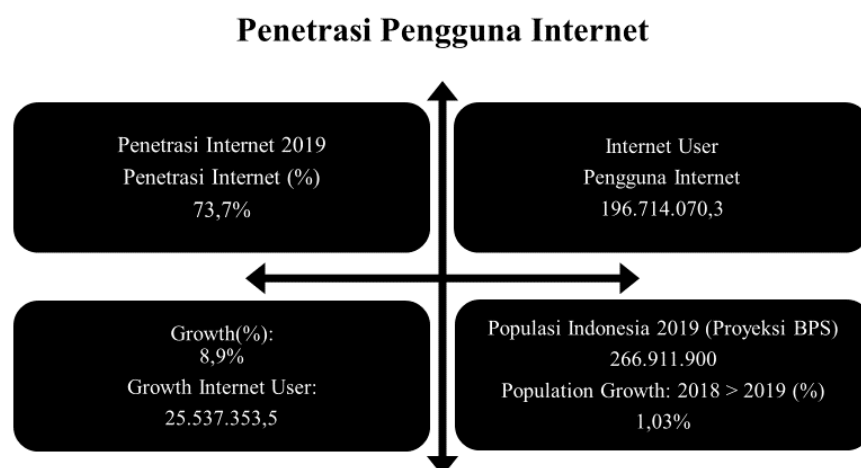 Penetrasi Pengguna Internet
Penetrasi Internet 2019
Penetrasi Internet (%)
73,7%
Internet User
Pengguna Internet
196.714.070,3
Growth(%):
8,9%
Growth Internet User:
25.537.353,5
Populasi Indonesia 2019 (Proyeksi BPS)
266.911.900
Population Growth: 2018 > 2019 (%)
1,03%